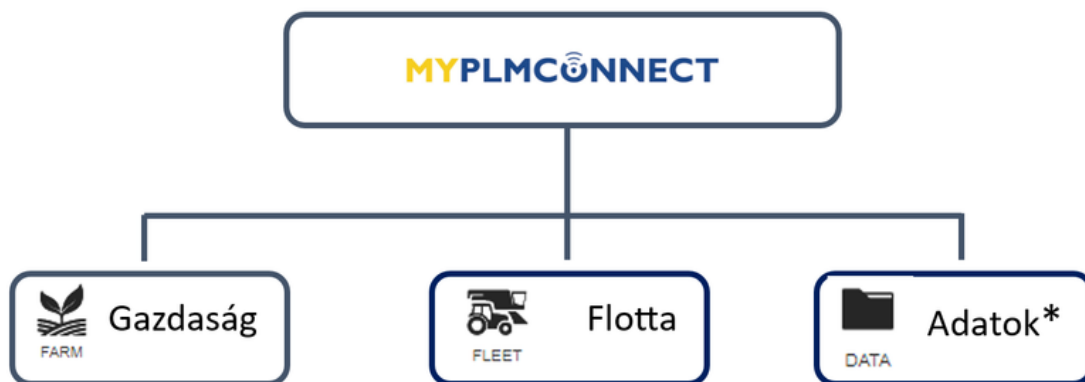 MYPLMCONNECT
Gazdaság
FARM
Flotta
FLEET
Adatok*
DATA